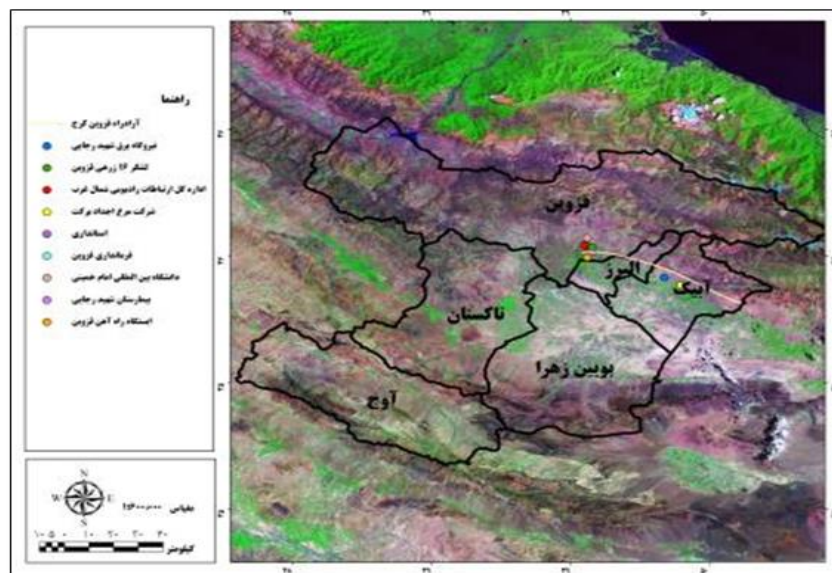 راهنما
آزادراه قزوین کرج
نیروگاه برق شهید رجایی
لشکر ۱۶ زرهی قزوین
اداره کل ارتباطات رادیویی شمال غرب
شرکت مرغ اجداد برکت
استانداری
فرمانداری قزوین
دانشگاه بین المللی امام خمینی
بیمارستان شهید رجایی
ایستگاه راه آهن قزوین
قزوین
البرز
آبیک
تاکستان
بویین زهرا
آوج
N
W E
S
مقیاس
کیلومتر